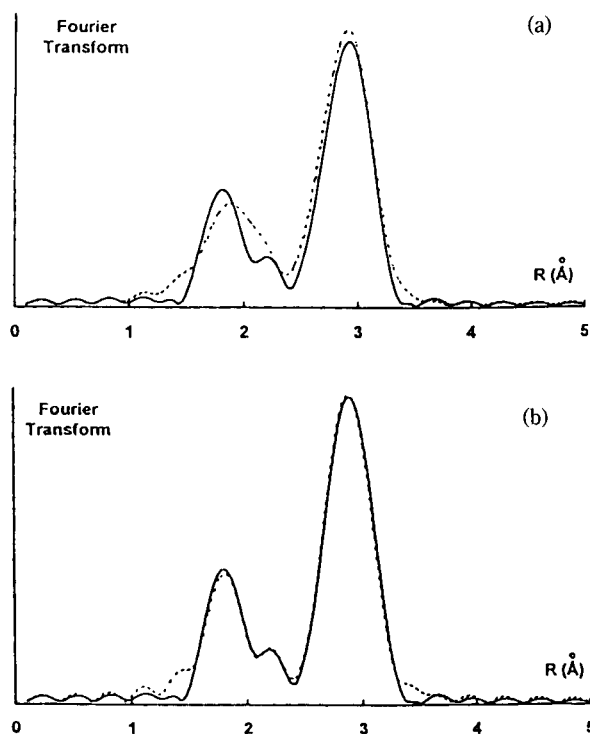 Fourier
Transform
(a)
R (Å)
0 1 2 3 4 5
Fourier
Transform
(b)
R (Å)
0 1 2 3 4 5